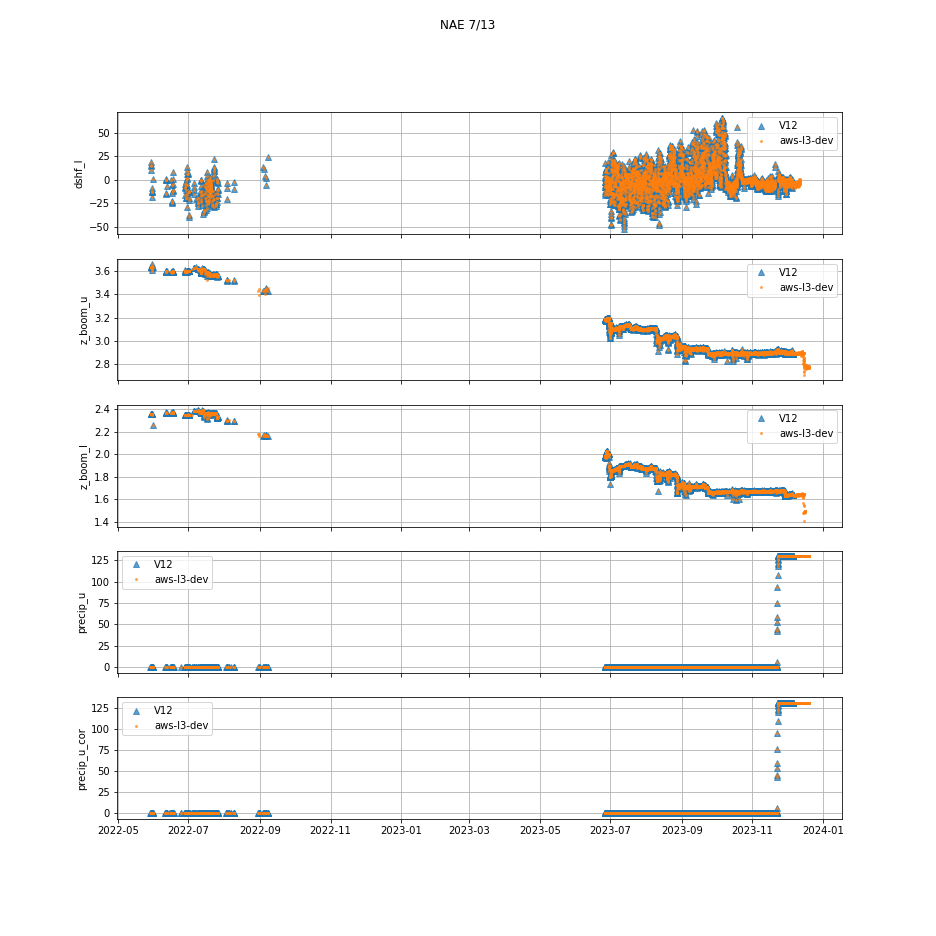 NAE 7/13
50
25
0
−25
−50
dshf_l
V12
aws-l3-dev
3.6
3.4
3.2
3.0
2.8
z_boom_u
V12
aws-l3-dev
2.4
2.2
2.0
1.8
1.6
1.4
z_boom_l
V12
aws-l3-dev
125
100
75
50
25
0
precip_u
V12
aws-l3-dev
125
100
75
50
25
0
precip_u_cor
V12
aws-l3-dev
2022-05 2022-07 2022-09 2022-11 2023-01 2023-03 2023-05 2023-07 2023-09 2023-11 2024-01